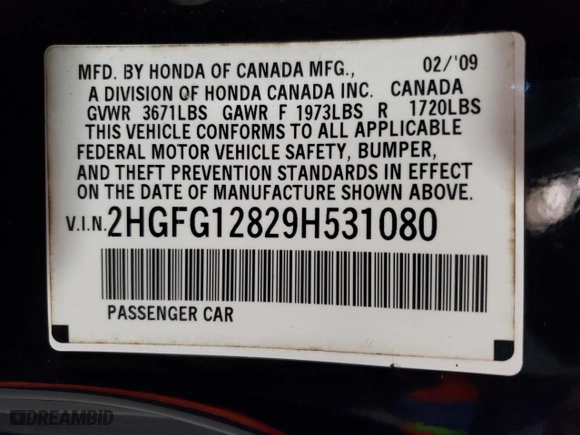 MFD. BY HONDA OF CANADA MFG., 02/'09
A DIVISION OF HONDA CANADA INC. CANADA
GVWR 3671LBS GAWR F 1973LBS R 1720LBS
THIS VEHICLE CONFORMS TO ALL APPLICABLE
FEDERAL MOTOR VEHICLE SAFETY, BUMPER,
AND THEFT PREVENTION STANDARDS IN EFFECT
ON THE DATE OF MANUFACTURE SHOWN ABOVE.
V.I.N. 2HGFG12829H531080
PASSENGER CAR
DREAMBID